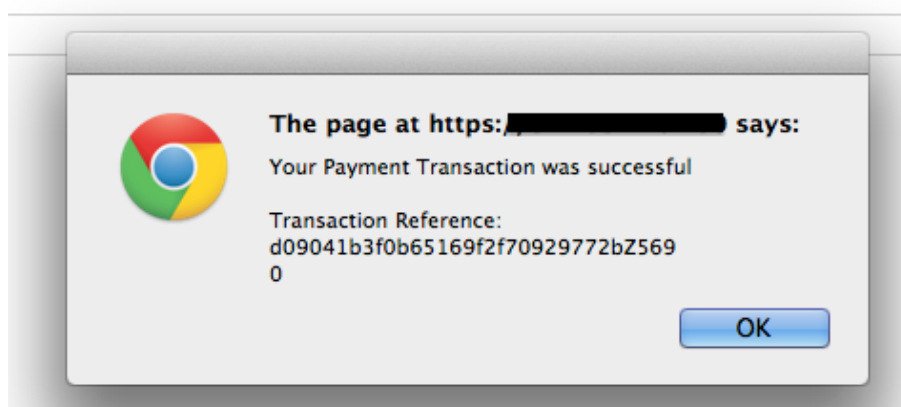 The page at https:/ says:
Your Payment Transaction was successful
Transaction Reference:
d09041b3f0b65169f2f70929772bZ569
0
OK